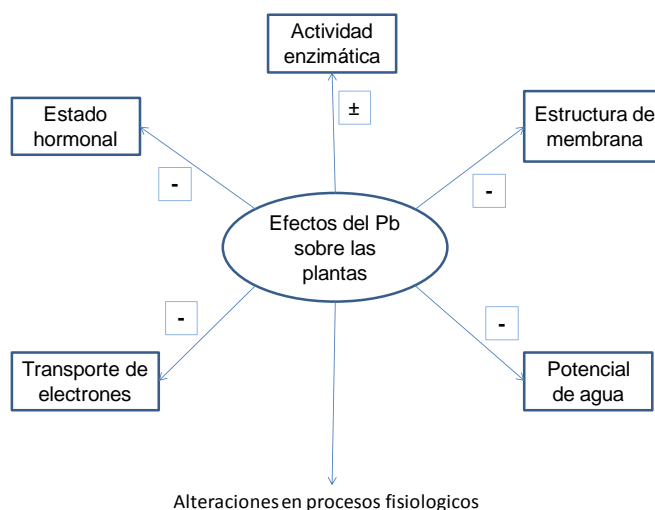 Actividad
enzimática
±
Estado
hormonal
-
Estructura de
membrana
-
Efectos del Pb
sobre las
plantas
-
Transporte de
electrones
-
Potencial
de agua
Alteraciones en procesos fisiologicos